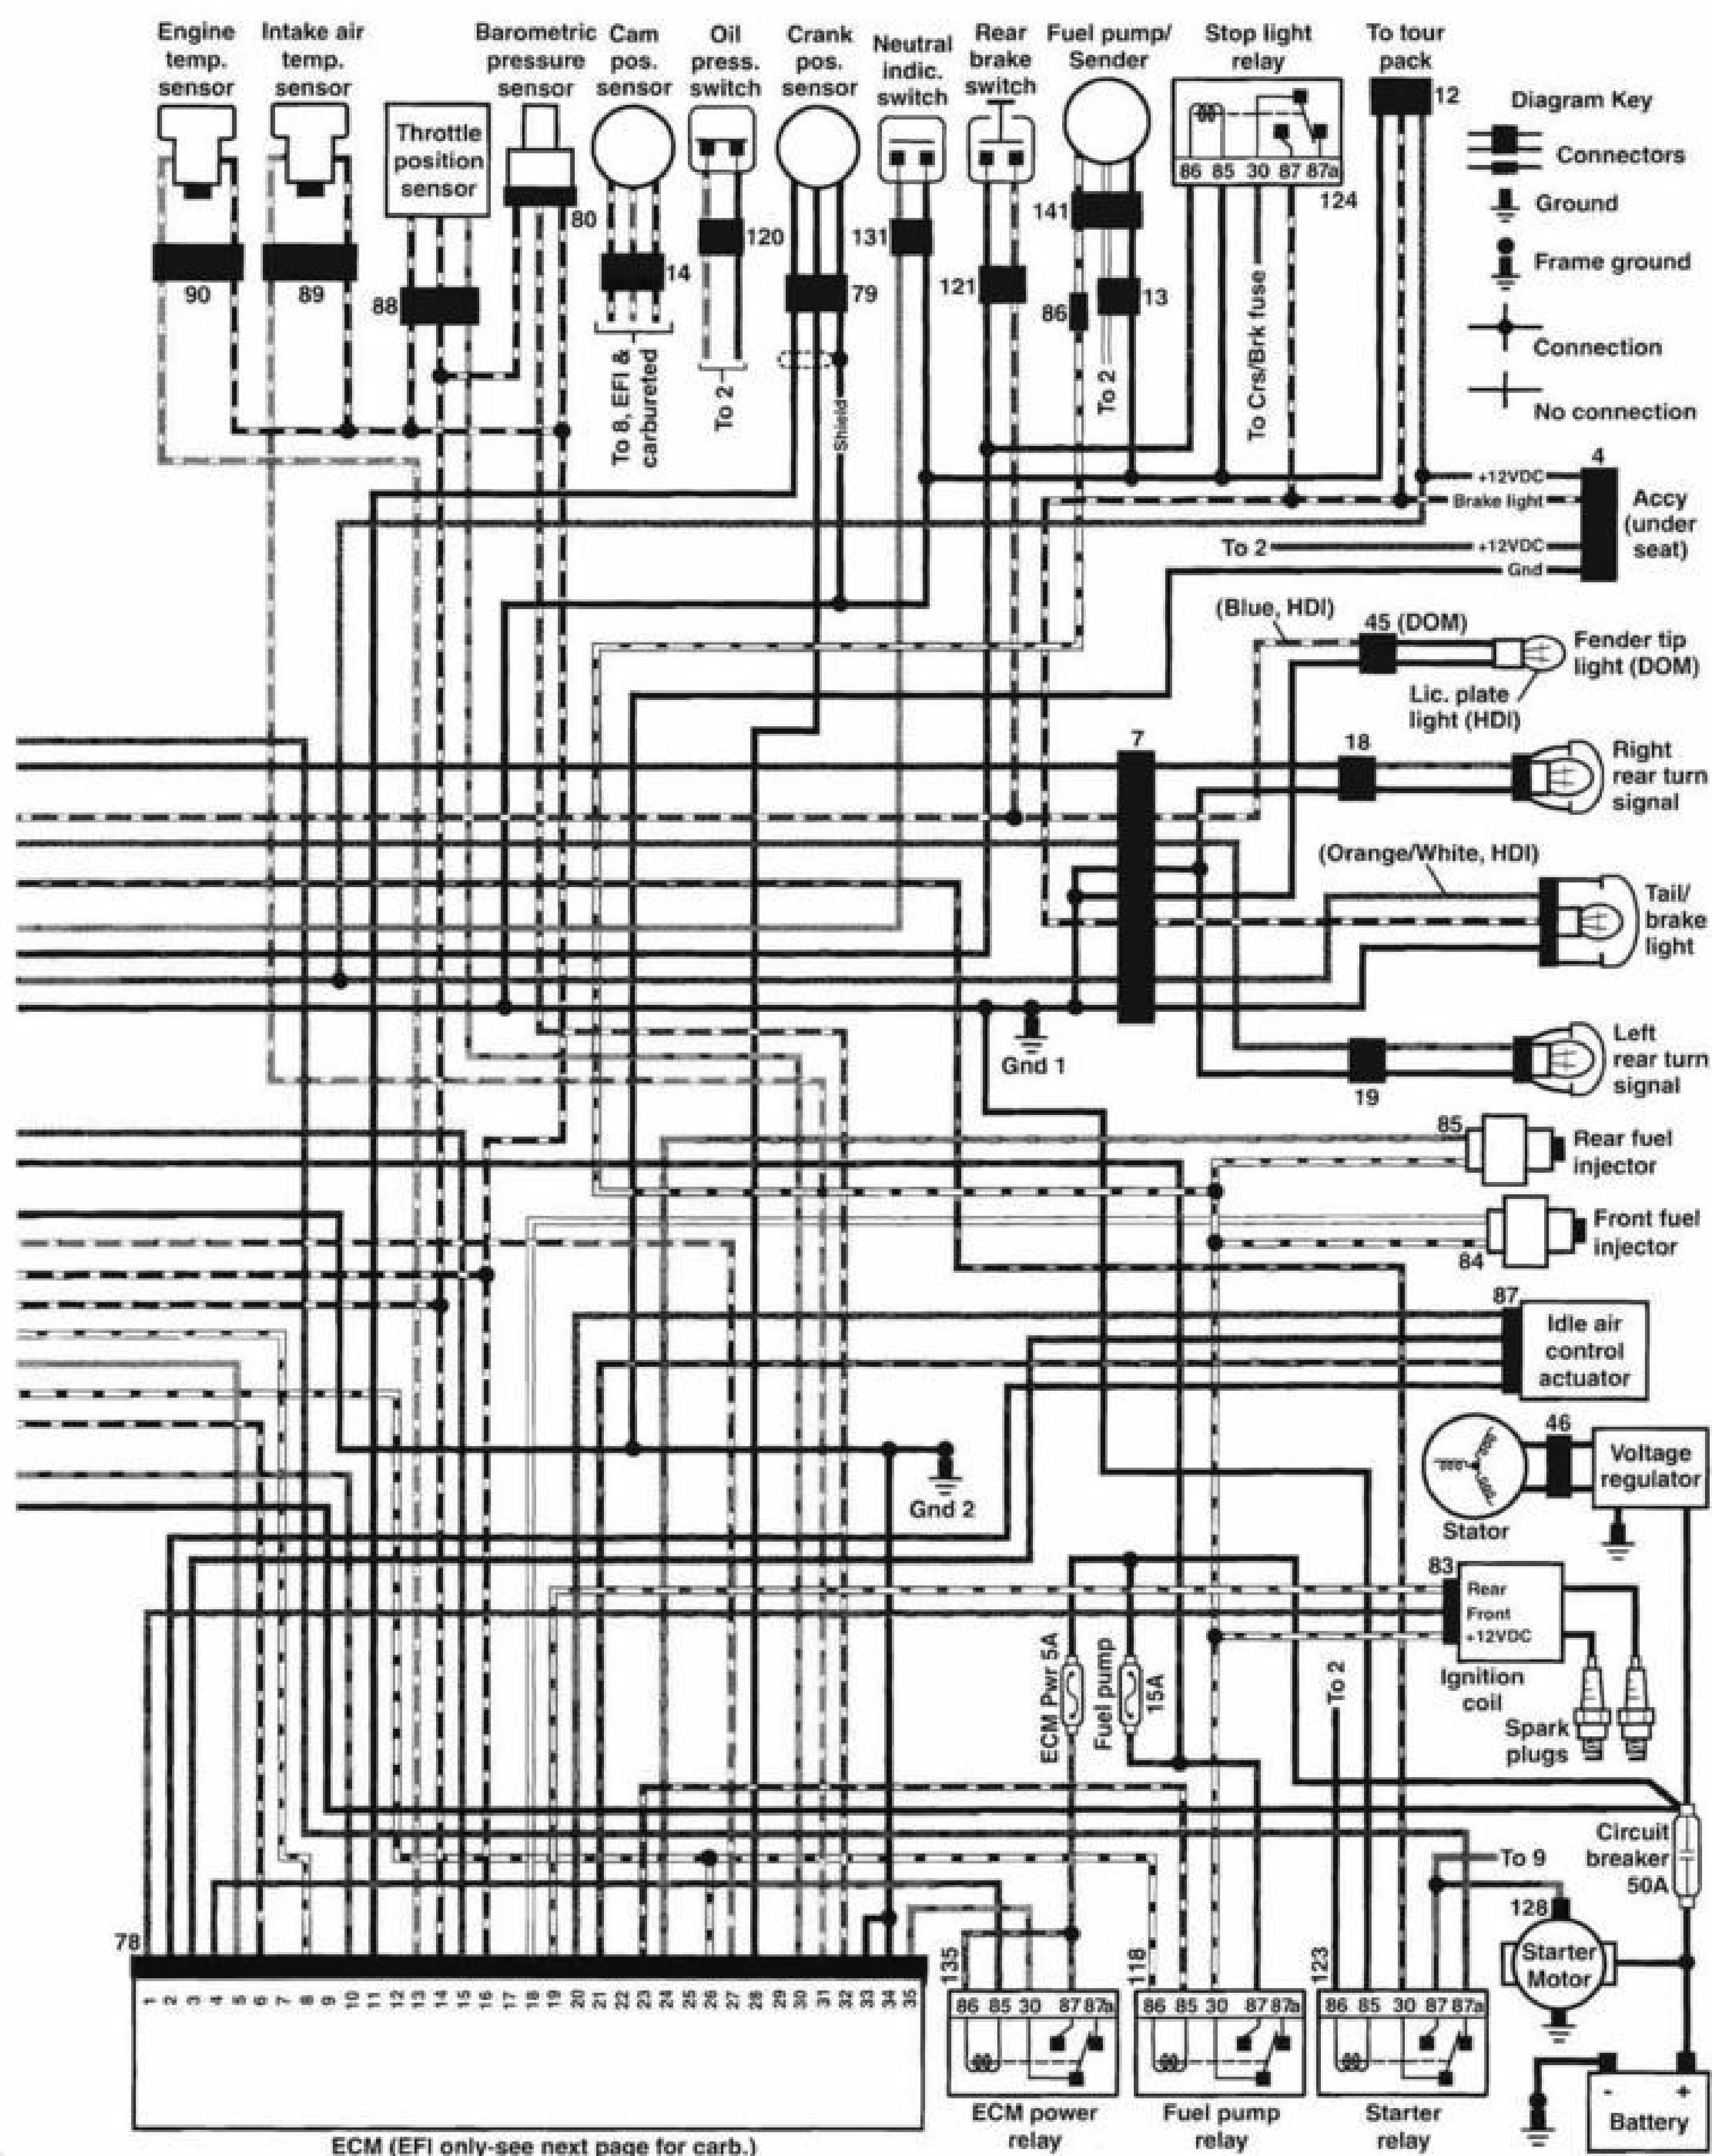 Engine
temp.
sensor
Intake air
temp.
sensor
Throttle
position
sensor
Barometric
pressure
sensor
Cam
pos.
sensor
Oil
press.
switch
Crank
pos.
sensor
Neutral
indic.
switch
Rear
brake
switch
Fuel pump/
Sender
Stop light
relay
To tour
pack
12
Diagram Key
Connectors
Ground
Frame ground
Connection
No connection
86 85 30 87 87a
124
80
90
89
88
14
120
79
131
121
141
86
13
To 8, EFI &
carbureted
To 2
Shield
To 2
To Crs/Brk fuse
4
+12VDC
Brake light
To 2
+12VDC
Gnd
Accy
(under
seat)
(Blue, HDI)
45 (DOM)
Fender tip
light (DOM)
Lic. plate
light (HDI)
7
18
Right
rear turn
signal
(Orange/White, HDI)
Tail/
brake
light
Gnd 1
19
Left
rear turn
signal
85
Rear fuel
injector
84
Front fuel
injector
87
Idle air
control
actuator
46
Stator
Voltage
regulator
Gnd 2
83
Rear
Front
+12VDC
Ignition
coil
Spark
plugs
ECM Pwr 5A
Fuel pump
15A
To 2
Circuit
breaker
50A
To 9
128
Starter
Motor
78
1 2 3 4 5 6 7 8 9 10 11 12 13 14 15 16 17 18 19 20 21 22 23 24 25 26 27 28 29 30 31 32 33 34 35
135
86 85 30 87 87a
118
86 85 30 87 87a
123
86 85 30 87 87a
ECM power
relay
Fuel pump
relay
Starter
relay
- +
Battery
ECM (EFI only-see next page for carb.)